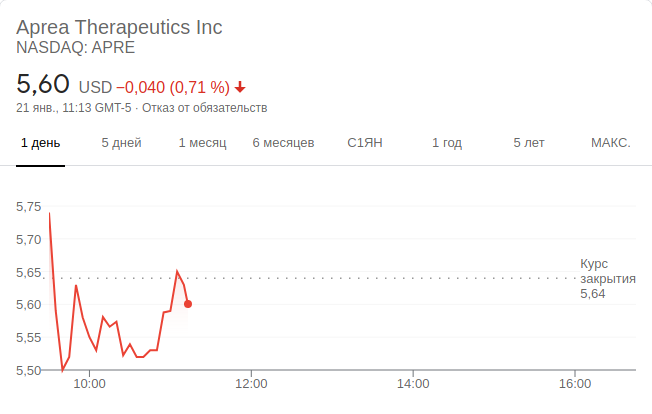 Aprea Therapeutics Inc
NASDAQ: APRE
5,60 USD −0,040 (0,71 %)
21 янв., 11:13 GMT-5 · Отказ от обязательств
1 день 5 дней 1 месяц 6 месяцев С1ЯН 1 год 5 лет МАКС.
5,75
5,70
5,65
5,60
5,55
5,50
Курс
закрытия
5,64
10:00 12:00 14:00 16:00